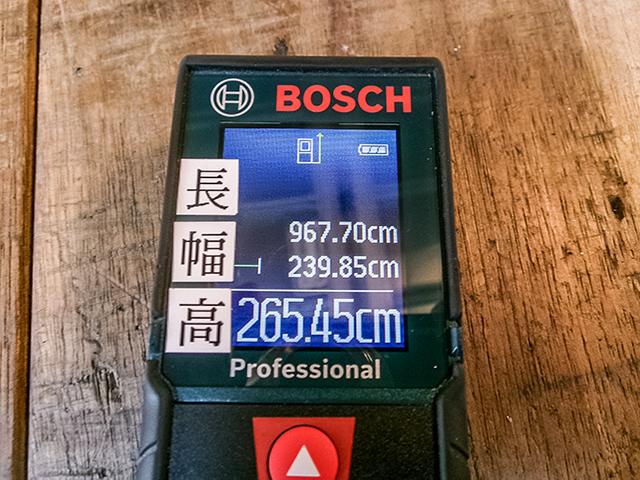 BOSCH
長
967.70cm
幅 239.85cm
高 265.45cm
Professional